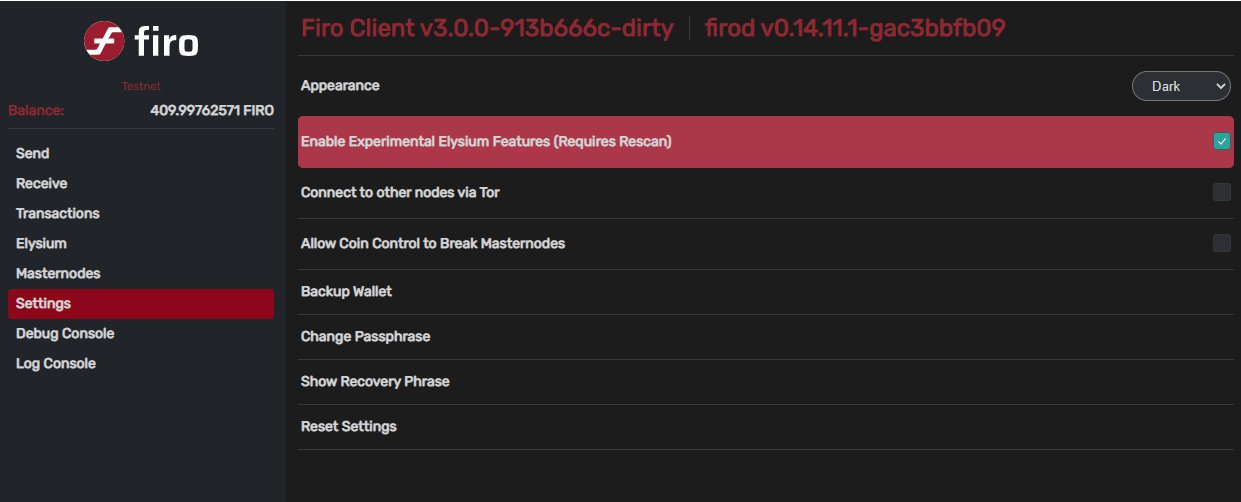 firo
Testnet
Balance: 409.99762571 FIRO
Send
Receive
Transactions
Elysium
Masternodes
Settings
Debug Console
Log Console
Firo Client v3.0.0-913b666c-dirty firod v0.14.11.1-gac3bbfb09
Appearance Dark
Enable Experimental Elysium Features (Requires Rescan)
Connect to other nodes via Tor
Allow Coin Control to Break Masternodes
Backup Wallet
Change Passphrase
Show Recovery Phrase
Reset Settings